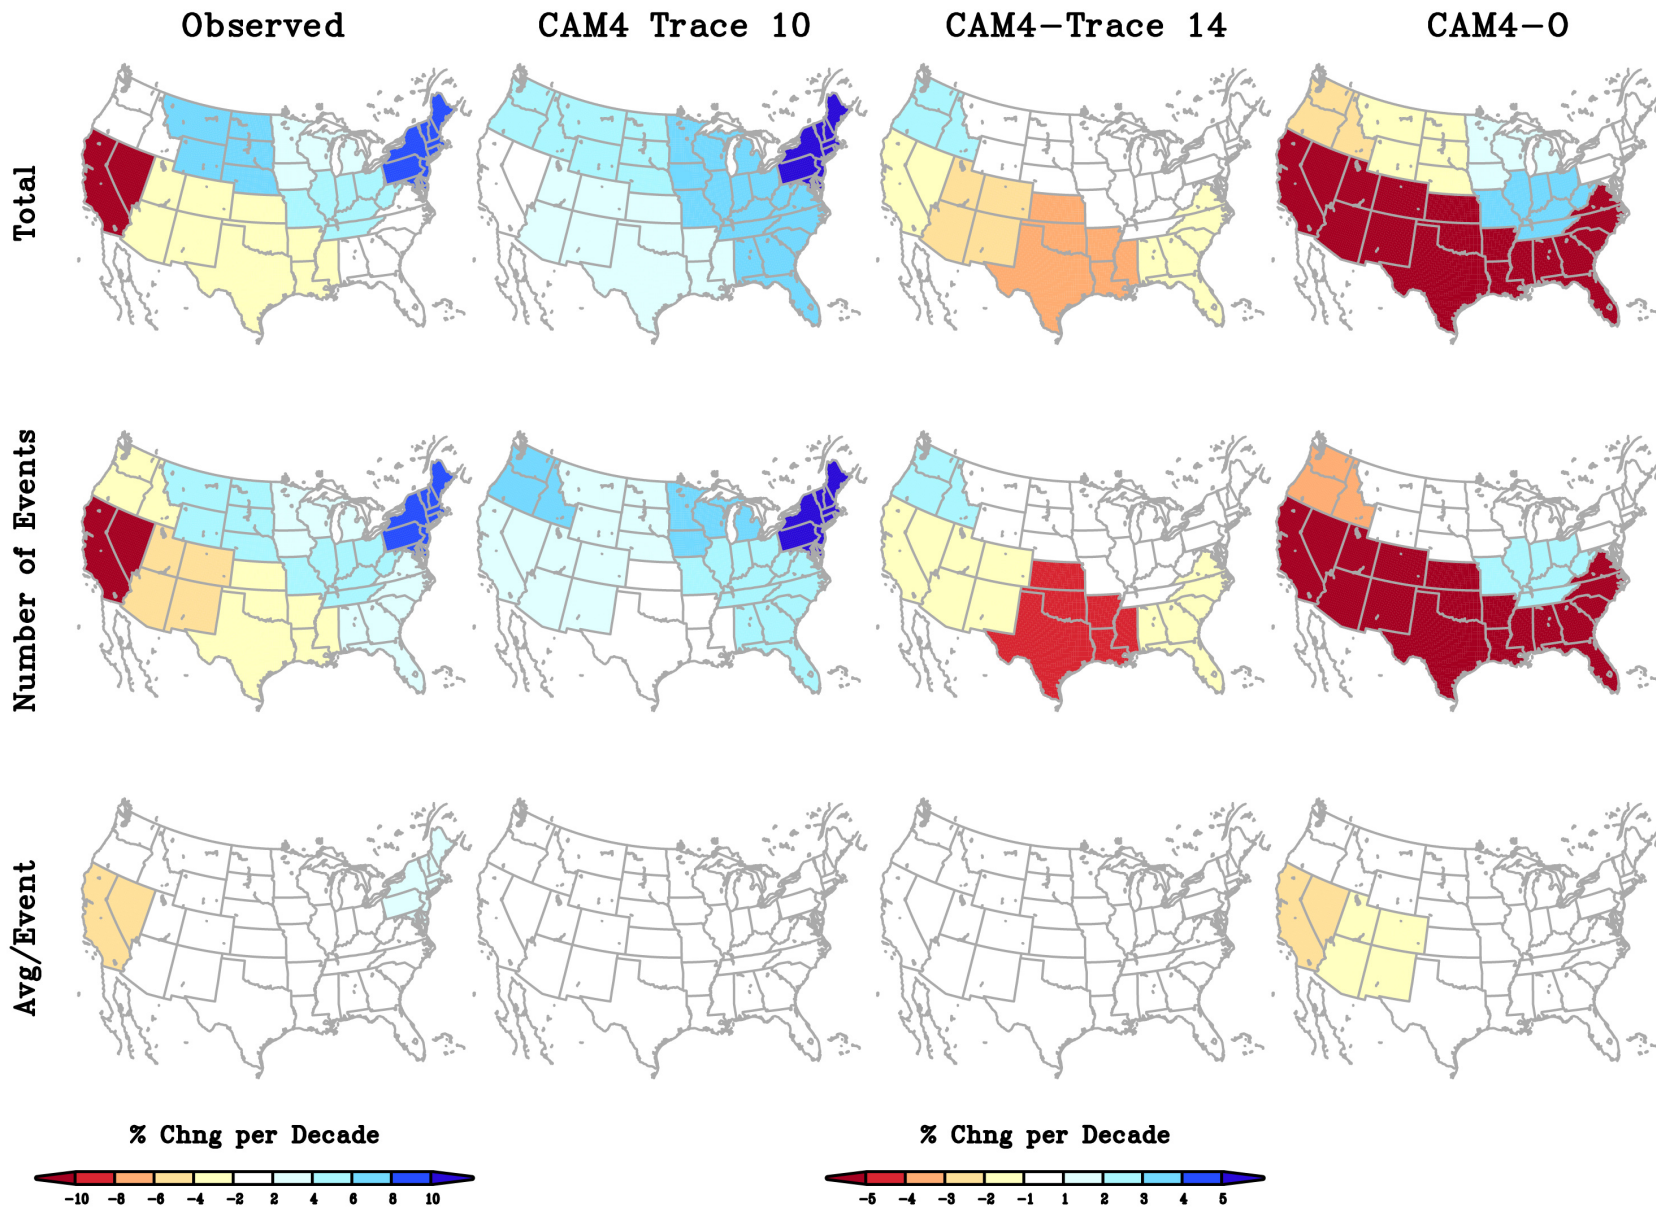 Observed
CAM4 Trace 10
CAM4-Trace 14
CAM4-O
Total
Number of Events
Avg/Event
% Chng per Decade
-10 -8 -6 -4 -2 2 4 6 8 10
% Chng per Decade
-5 -4 -3 -2 -1 1 2 3 4 5